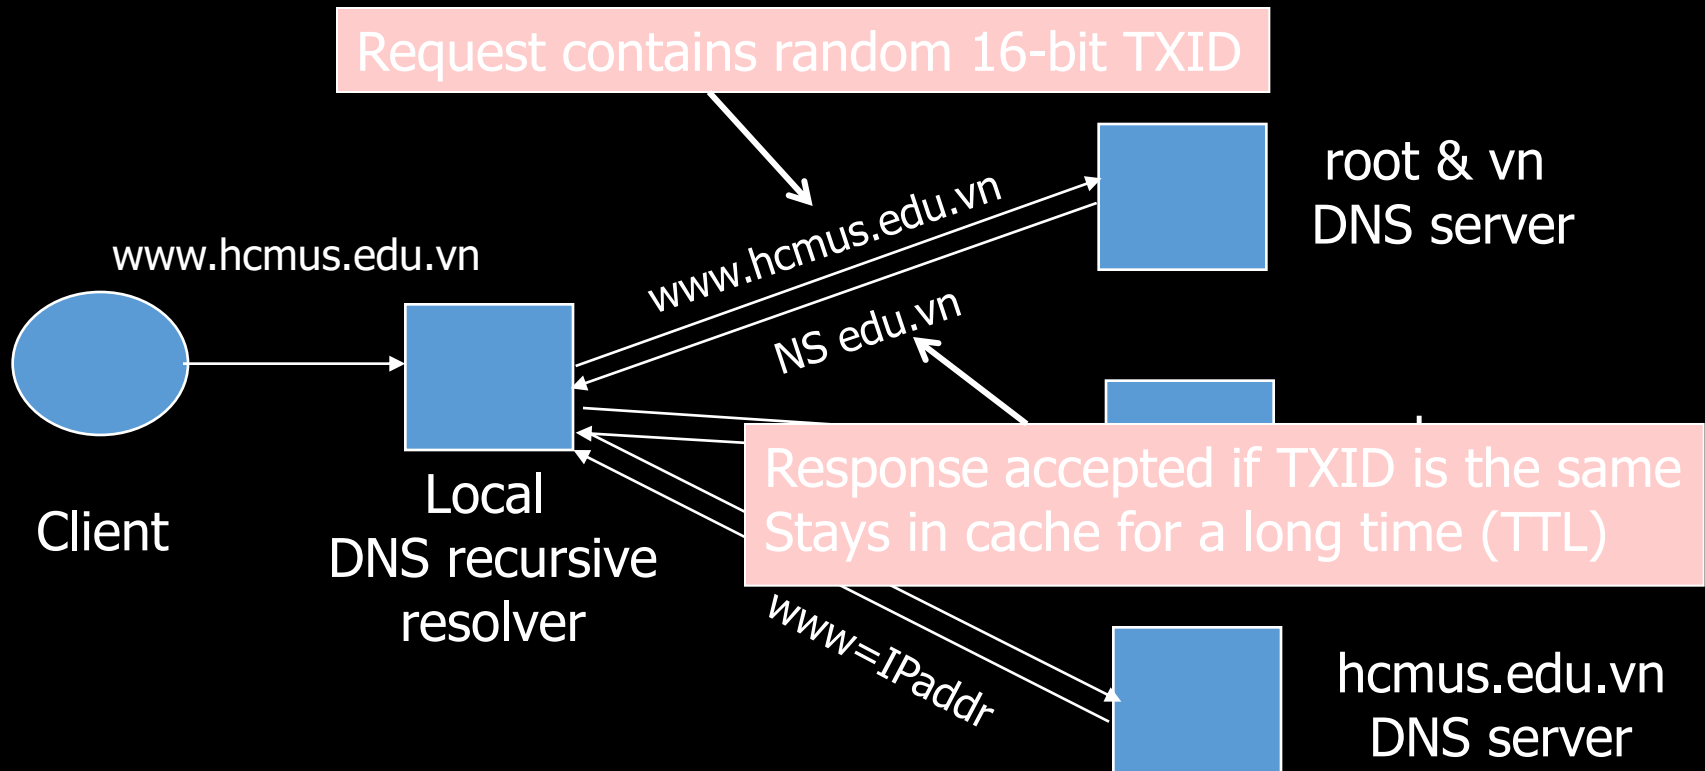 Request contains random 16-bit TXID
root & vn
DNS server
www.hcmus.edu.vn
www.hcmus.edu.vn
NS edu.vn
Response accepted if TXID is the same
Stays in cache for a long time (TTL)
Client
Local
DNS recursive
resolver
www=IPaddr
hcmus.edu.vn
DNS server